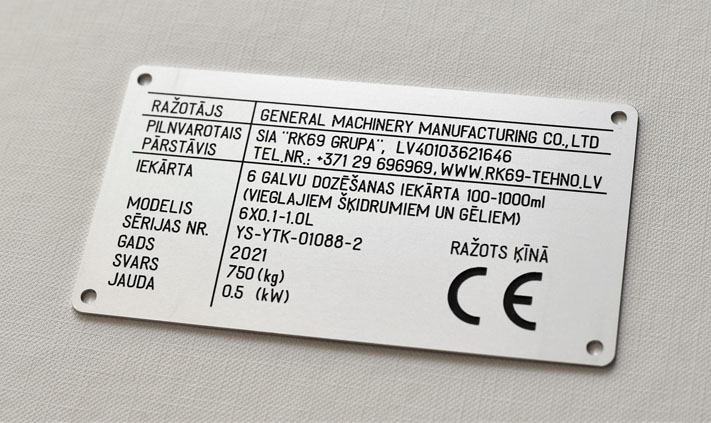 RAŽOTĀJS GENERAL MACHINERY MANUFACTURING CO., LTD
PILNVAROTAIS PĀRSTĀVIS SIA "RK69 GRUPA", LV40103621646
TEL.NR.: +371 29 696969, WWW.RK69-TEHNO.LV
IEKĀRTA 6 GALVU DOZĒŠANAS IEKĀRTA 100-1000ml
(VIEGLAJIEM ŠĶIDRUMIEM UN GĒLIEM)
MODELIS 6X0.1-1.0L
SĒRIJAS NR. YS-YTK-01088-2
GADS 2021
SVARS 750 (kg)
JAUDA 0.5 (kW)
RAŽOTS ĶĪNĀ
CE